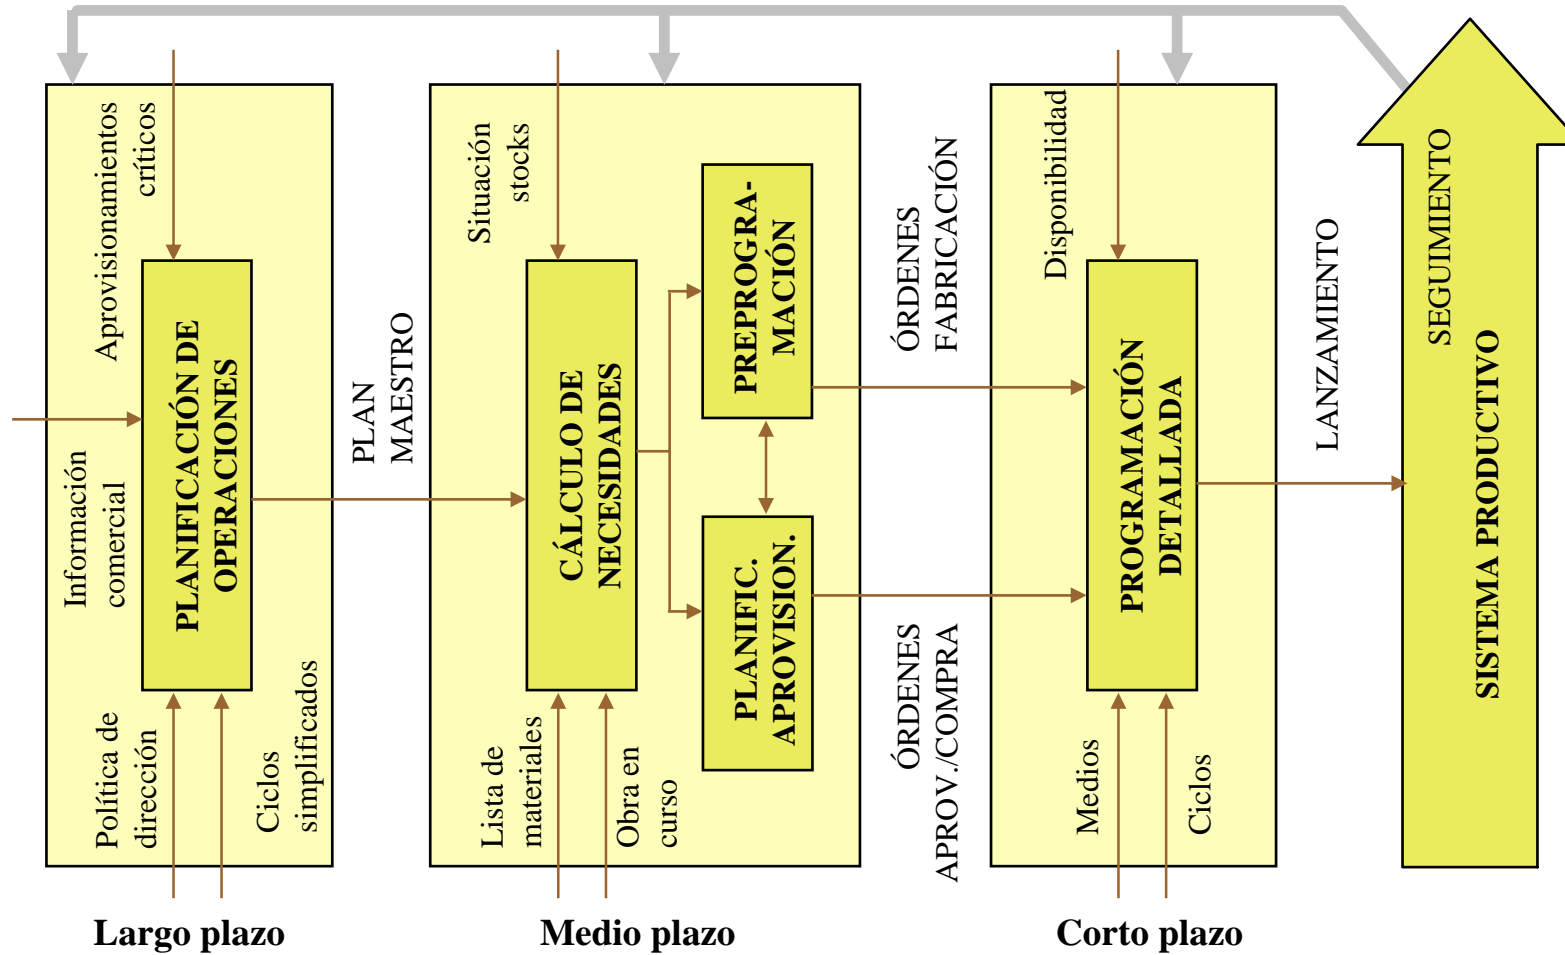 Aprovisionamientos
críticos
Información
comercial
PLANIFICACIÓN DE
OPERACIONES
Política de
dirección
Ciclos
simplificados
PLAN
MAESTRO
Situación
stocks
CÁLCULO DE
NECESIDADES
Lista de
materiales
Obra en
curso
PREPROGRA-
MACIÓN
PLANIFIC.
APROVISION.
ÓRDENES
FABRICACIÓN
ÓRDENES
APROV./COMPRA
Disponibilidad
PROGRAMACIÓN
DETALLADA
Medios
Ciclos
LANZAMIENTO
SEGUIMIENTO
SISTEMA PRODUCTIVO
Largo plazo
Medio plazo
Corto plazo